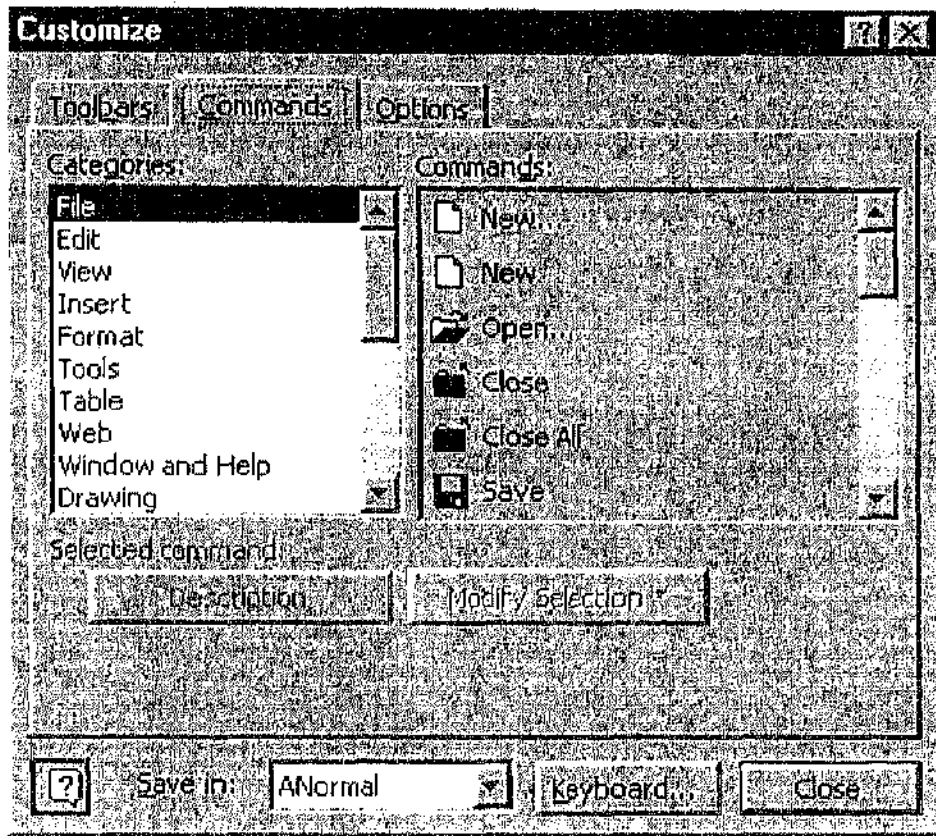 Customize
Toolbars Commands Options
Categories: Commands:
File
Edit
View
Insert
Format
Tools
Table
Web
Window and Help
Drawing
New...
New
Open...
Close
Close All
Save
Selected command:
Description Modify Selection
Save in: ANormal Keyboard... Close